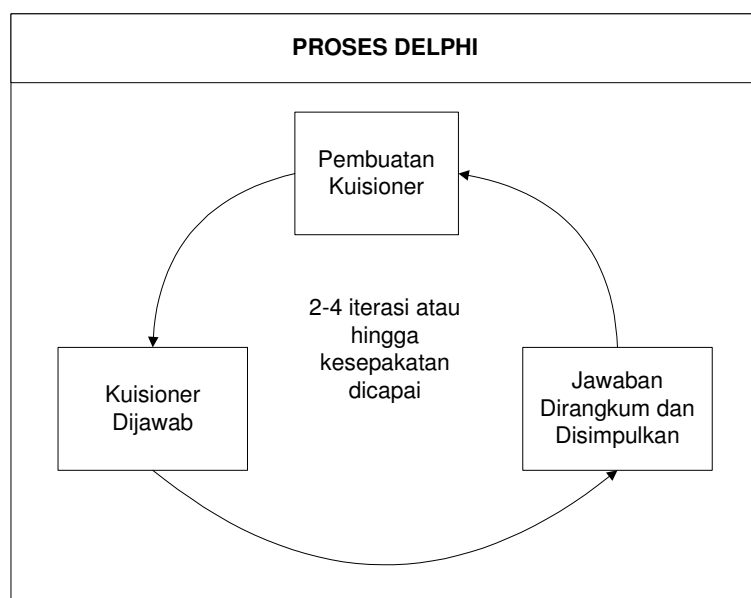 PROSES DELPHI
Pembuatan
Kuisioner
2-4 iterasi atau
hingga
kesepakatan
dicapai
Kuisioner
Dijawab
Jawaban
Dirangkum dan
Disimpulkan